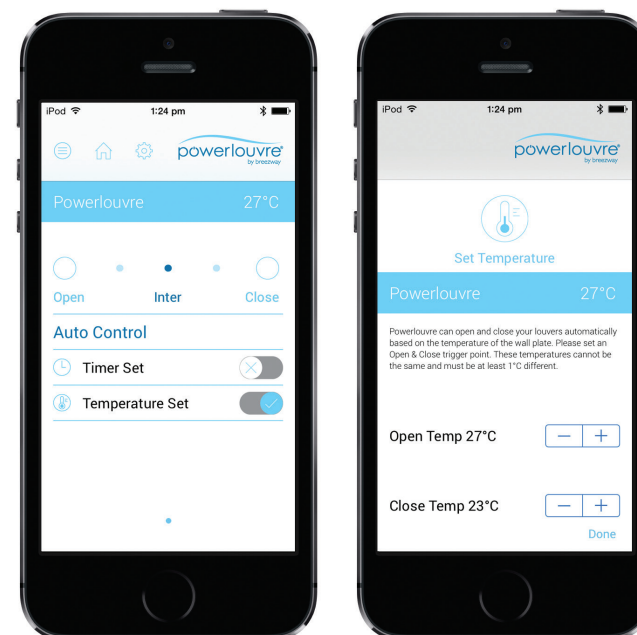 iPod 1:24 pm
powerlouvre®
by breezway
Powerlouvre 27°C
Open Inter Close
Auto Control
Timer Set
Temperature Set
iPod 1:24 pm
powerlouvre®
by breezway
Set Temperature
Powerlouvre 27°C
Powerlouvre can open and close your louvers automatically
based on the temperature of the wall plate. Please set an
Open & Close trigger point. These temperatures cannot be
the same and must be at least 1°C different.
Open Temp 27°C − +
Close Temp 23°C − +
Done